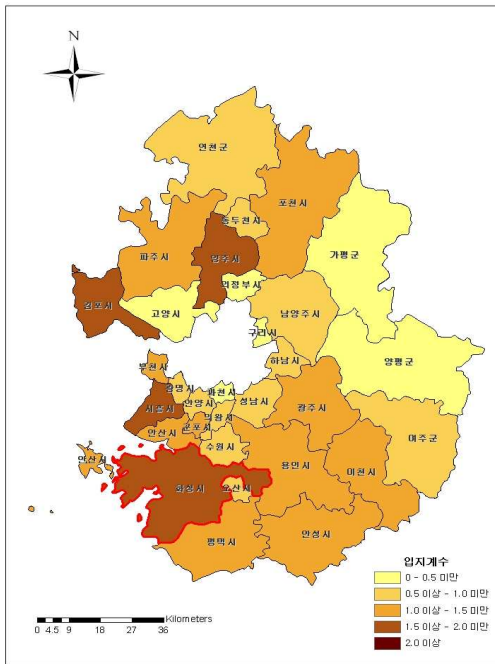 N
연천군
포천시
동두천시
가평군
파주시
양주시
의정부시
김포시
고양시
남양주시
구리시
양평군
하남시
부천시
광명시
과천시
시흥시
안양시
성남시
의왕시
광주시
여주군
안산시
군포시
수원시
안산시
용인시
이천시
화성시
오산시
평택시
안성시
입지계수
0 - 0.5 미만
0.5 이상 - 1.0 미만
1.0 이상 - 1.5 미만
1.5 이상 - 2.0 미만
2.0 이상
Kilometers
0 4.5 9 18 27 36